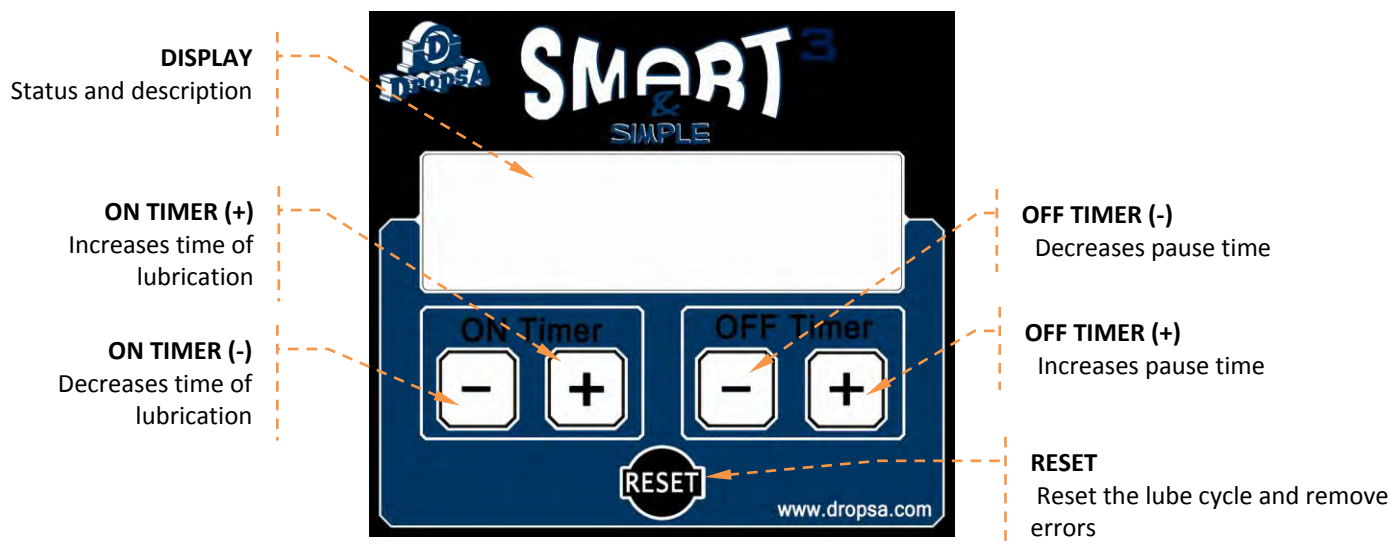 DISPLAY
Status and description
ON TIMER (+)
Increases time of
lubrication
ON TIMER (-)
Decreases time of
lubrication
D
DropsA
SMART 3
&
SIMPLE
ON Timer
OFF Timer
- + - +
RESET
www.dropsa.com
OFF TIMER (-)
Decreases pause time
OFF TIMER (+)
Increases pause time
RESET
Reset the lube cycle and remove
errors